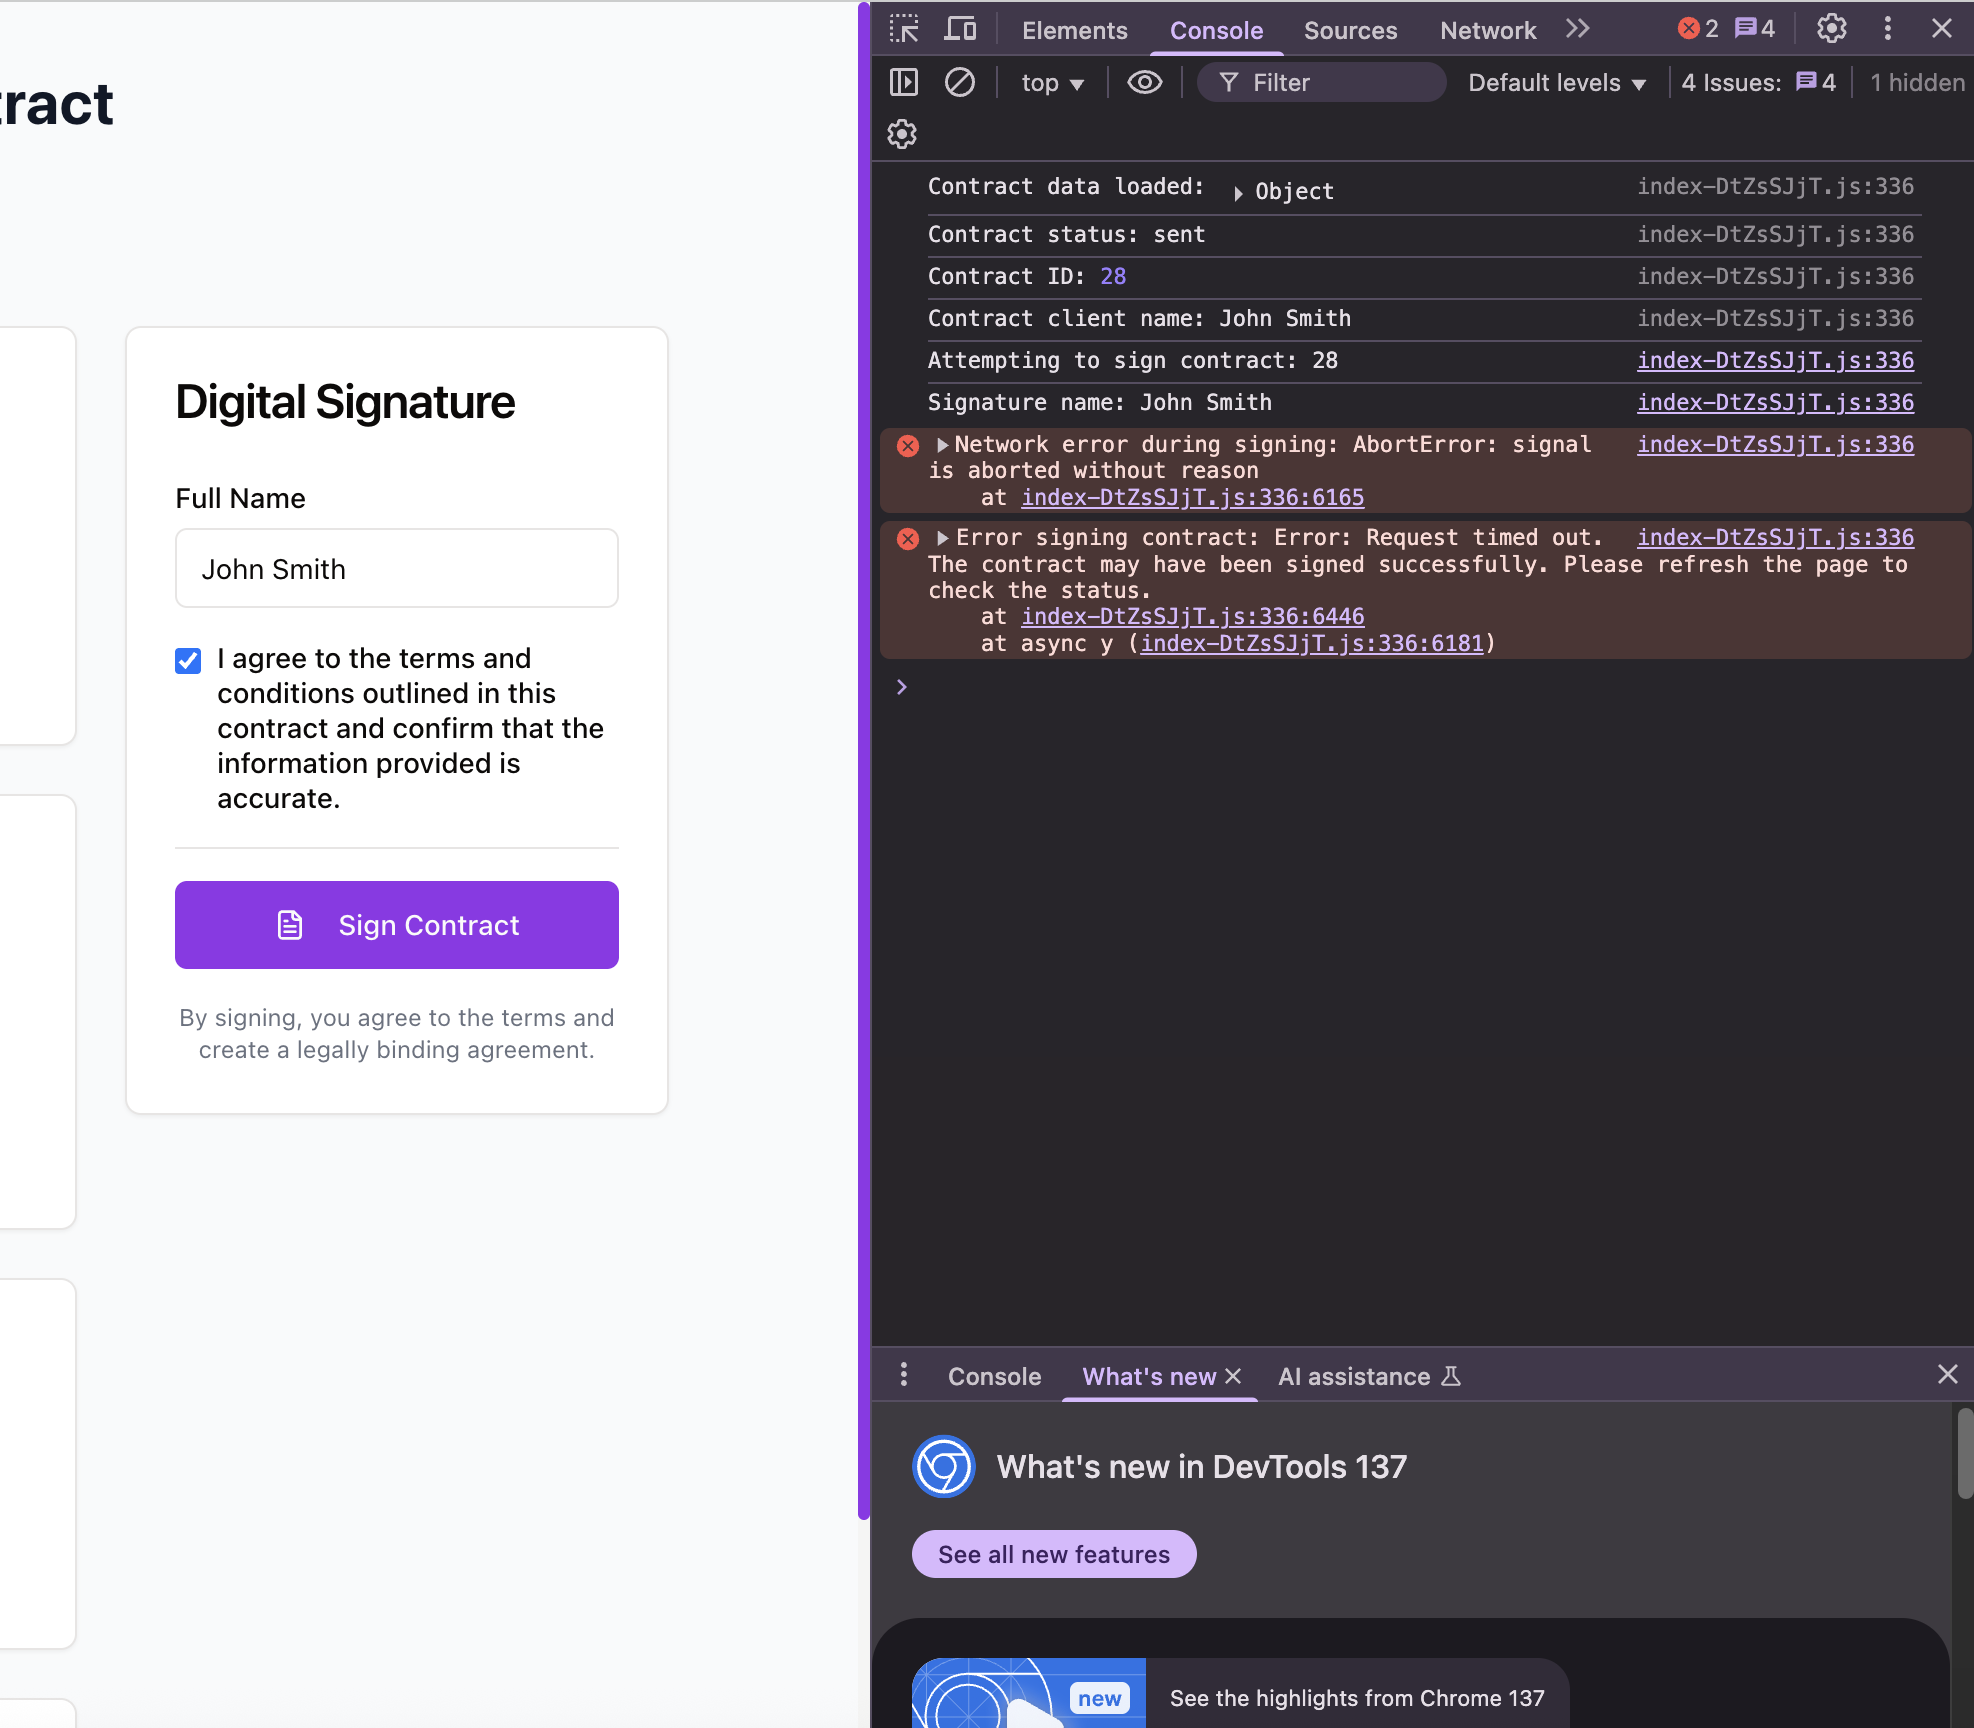 ract
Digital Signature
Full Name
John Smith
I agree to the terms and
conditions outlined in this
contract and confirm that the
information provided is
accurate.
Sign Contract
By signing, you agree to the terms and
create a legally binding agreement.
Elements Console Sources Network 2 4
top Filter Default levels 4 Issues: 4 1 hidden
Contract data loaded: Object index-DtZsSJjT.js:336
Contract status: sent index-DtZsSJjT.js:336
Contract ID: 28 index-DtZsSJjT.js:336
Contract client name: John Smith index-DtZsSJjT.js:336
Attempting to sign contract: 28 index-DtZsSJjT.js:336
Signature name: John Smith index-DtZsSJjT.js:336
Network error during signing: AbortError: signal index-DtZsSJjT.js:336
is aborted without reason
at index-DtZsSJjT.js:336:6165
Error signing contract: Error: Request timed out. index-DtZsSJjT.js:336
The contract may have been signed successfully. Please refresh the page to
check the status.
at index-DtZsSJjT.js:336:6446
at async y (index-DtZsSJjT.js:336:6181)
Console What's new AI assistance
What's new in DevTools 137
See all new features
new
See the highlights from Chrome 137